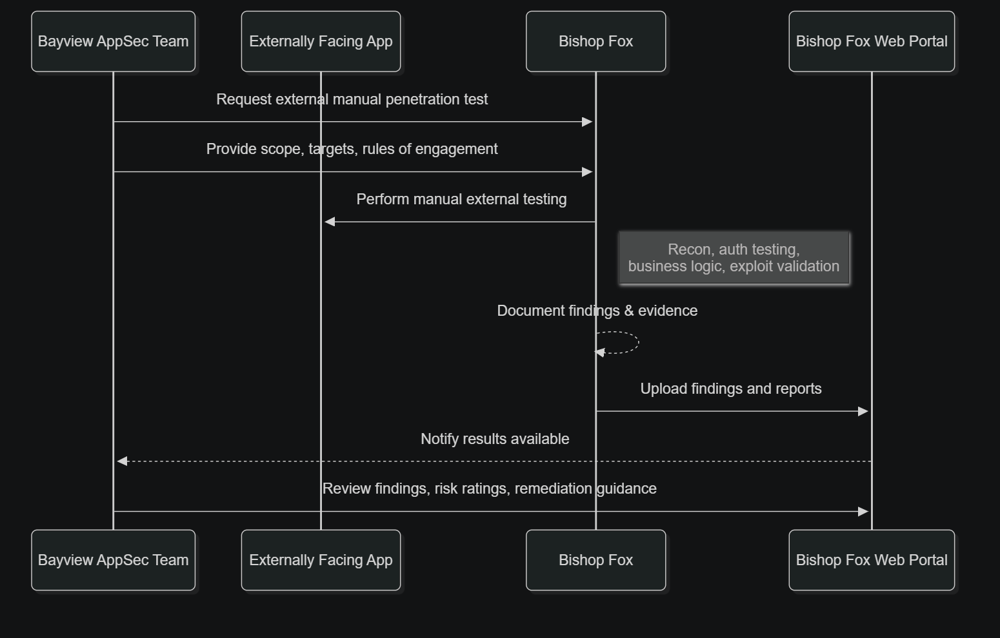 Bayview AppSec Team
Externally Facing App
Bishop Fox
Bishop Fox Web Portal
Request external manual penetration test
Provide scope, targets, rules of engagement
Perform manual external testing
Recon, auth testing,
business logic, exploit validation
Document findings & evidence
Upload findings and reports
Notify results available
Review findings, risk ratings, remediation guidance
Bayview AppSec Team
Externally Facing App
Bishop Fox
Bishop Fox Web Portal